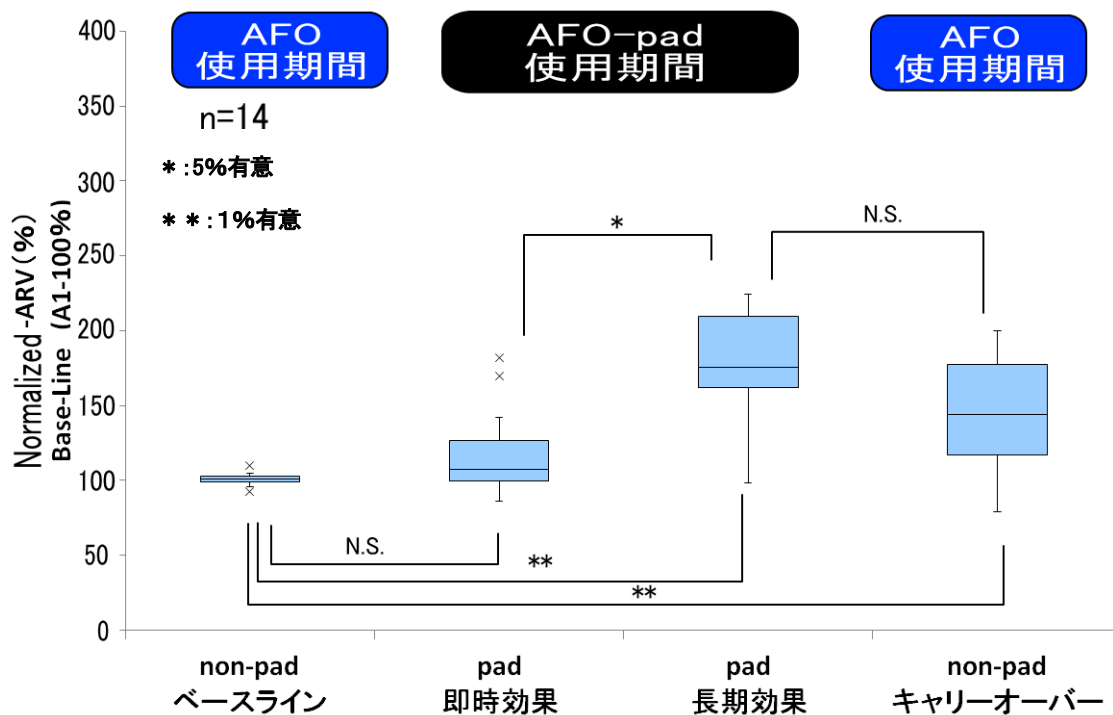 AFO
使用期間
AFO-pad
使用期間
AFO
使用期間
n=14
*:5%有意
**:1%有意
Normalized-ARV(%)
Base-Line (A1-100%)
400
350
300
250
200
150
100
50
0
*
N.S.
N.S.
**
**
non-pad
ベースライン
pad
即時効果
pad
長期効果
non-pad
キャリーオーバー